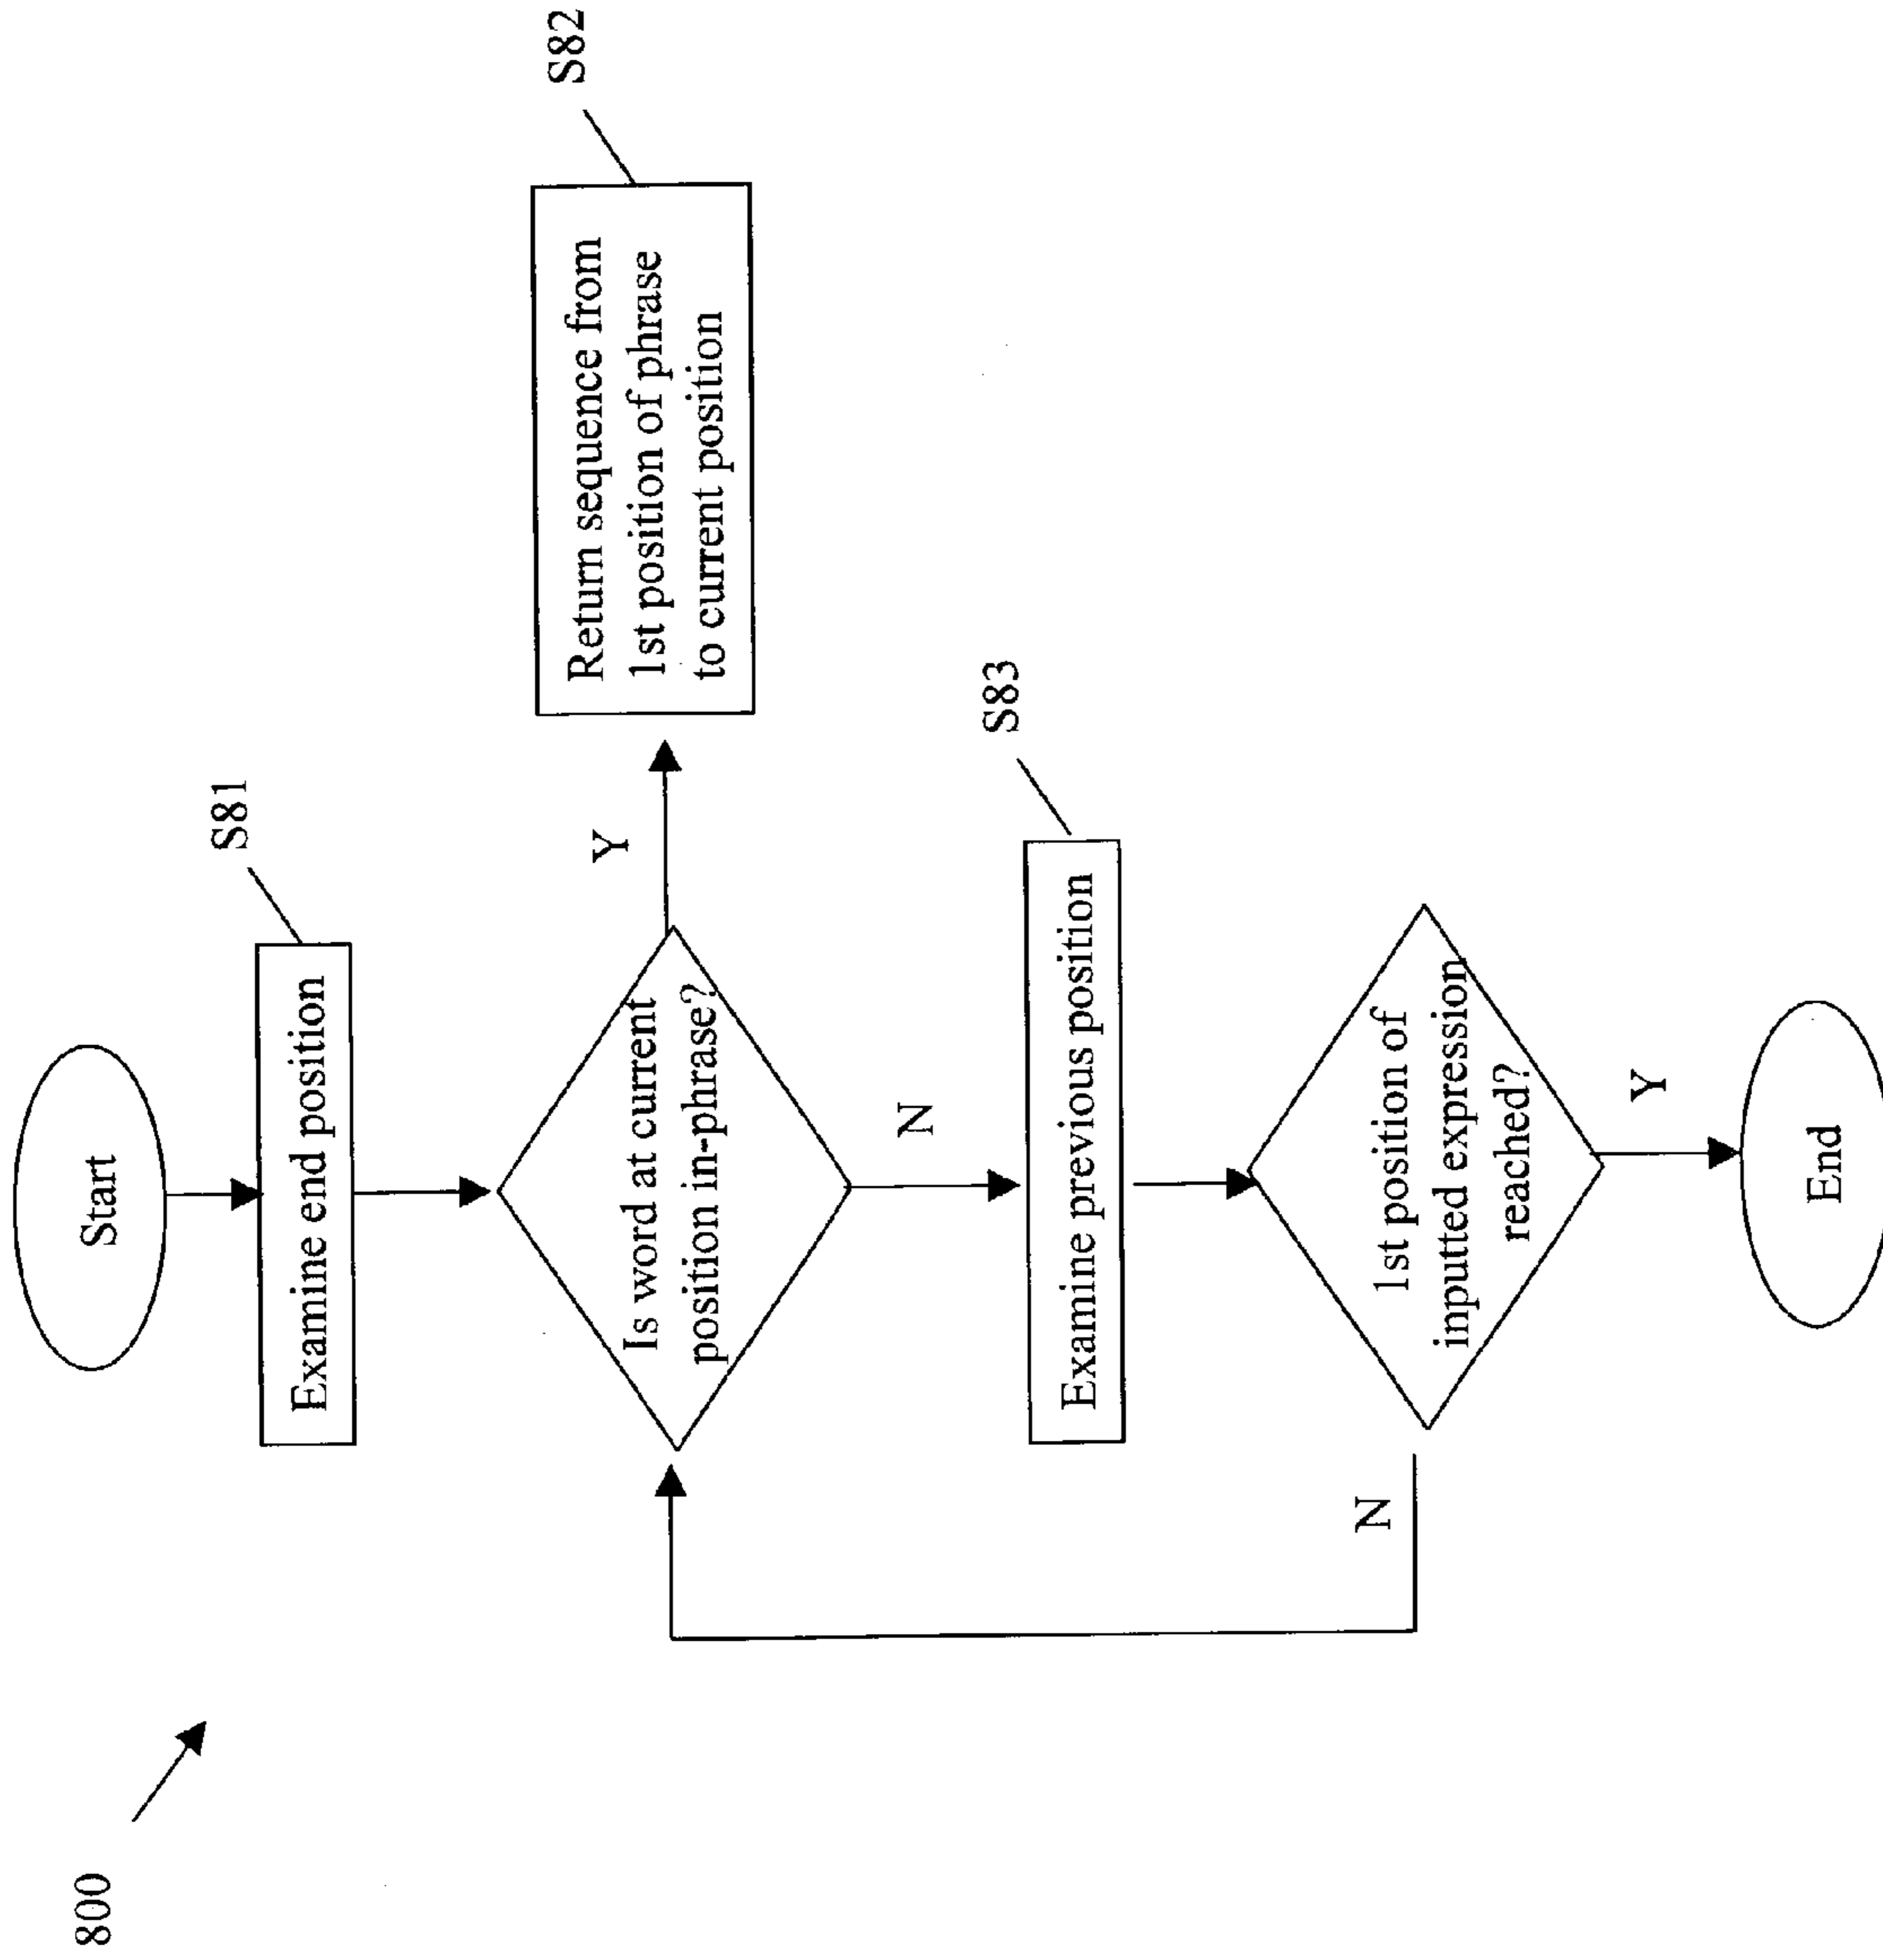 800
Start
S81
Examine end position
Is word at current
position in-phrase?
Y
S82
Return sequence from
1st position of phrase
to current position
N
S83
Examine previous position
1st position of
inputted expression
reached?
N
Y
End